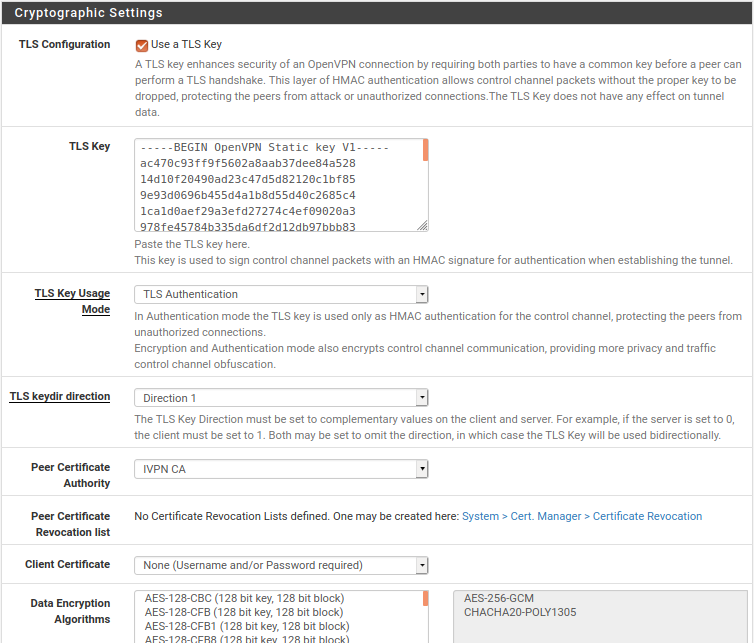 Cryptographic Settings
TLS Configuration
Use a TLS Key
A TLS key enhances security of an OpenVPN connection by requiring both parties to have a common key before a peer can
perform a TLS handshake. This layer of HMAC authentication allows control channel packets without the proper key to be
dropped, protecting the peers from attack or unauthorized connections.The TLS Key does not have any effect on tunnel
data.
TLS Key
-----BEGIN OpenVPN Static key V1-----
ac470c93ff9f5602a8aab37dee84a528
14d10f20490ad23c47d5d82120c1bf85
9e93d0696b455d4a1b8d55d40c2685c4
1ca1d0aef29a3efd27274c4ef09020a3
978fe45784b335da6df2d12db97bbb83
Paste the TLS key here.
This key is used to sign control channel packets with an HMAC signature for authentication when establishing the tunnel.
TLS Key Usage
Mode
TLS Authentication
In Authentication mode the TLS key is used only as HMAC authentication for the control channel, protecting the peers from
unauthorized connections.
Encryption and Authentication mode also encrypts control channel communication, providing more privacy and traffic
control channel obfuscation.
TLS keydir direction
Direction 1
The TLS Key Direction must be set to complementary values on the client and server. For example, if the server is set to 0,
the client must be set to 1. Both may be set to omit the direction, in which case the TLS Key will be used bidirectionally.
Peer Certificate
Authority
IVPN CA
Peer Certificate
Revocation list
No Certificate Revocation Lists defined. One may be created here: System > Cert. Manager > Certificate Revocation
Client Certificate
None (Username and/or Password required)
Data Encryption
Algorithms
AES-128-CBC (128 bit key, 128 bit block)
AES-128-CFB (128 bit key, 128 bit block)
AES-128-CFB1 (128 bit key, 128 bit block)
AES-128-CFB8 (128 bit key, 128 bit block)
AES-256-GCM
CHACHA20-POLY1305